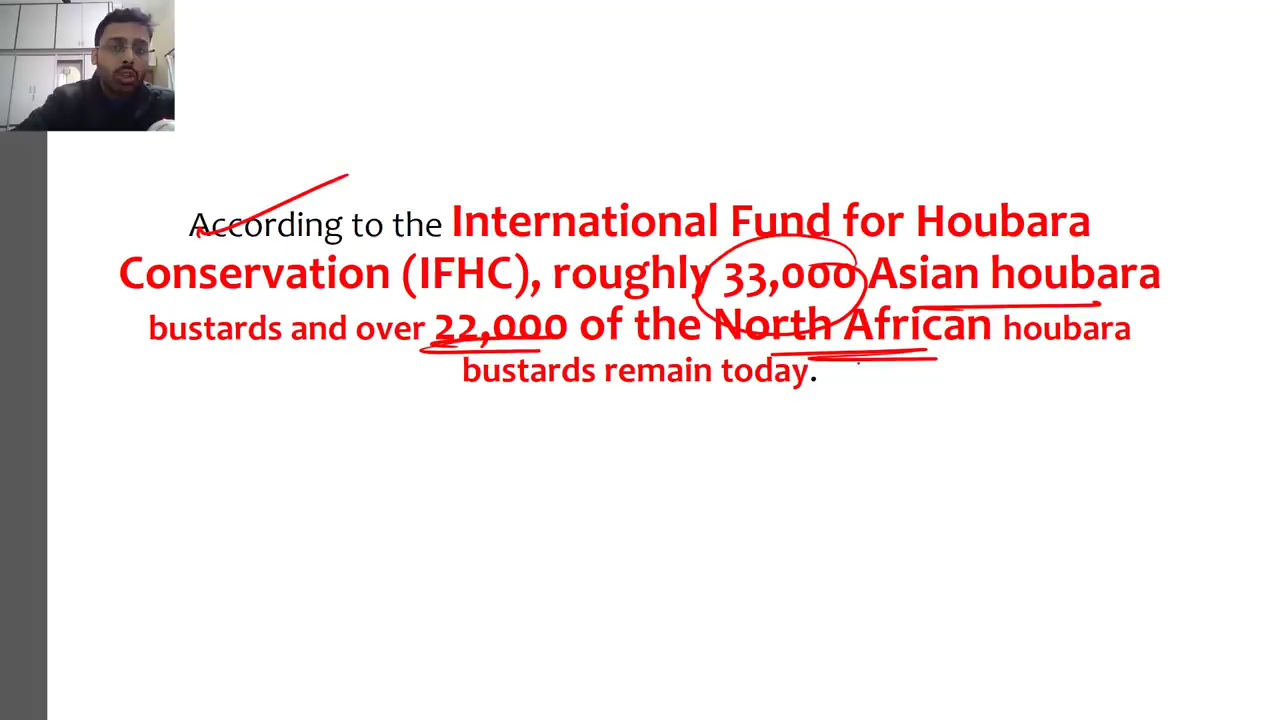 According to the International Fund for Houbara
Conservation (IFHC), roughly 33,000 Asian houbara
bustards and over 22,000 of the North African houbara
bustards remain today.